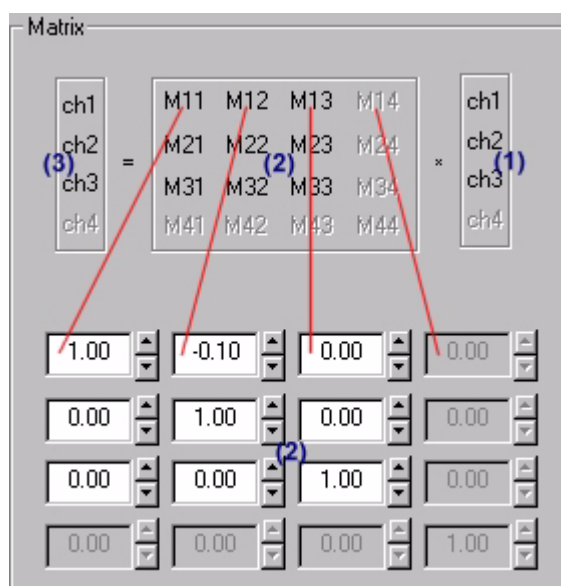 Matrix
ch1 M11 M12 M13 M14 ch1
ch2 M21 M22 M23 M24 ch2
(3) = (2) * (1)
ch3 M31 M32 M33 M34 ch3
ch4 M41 M42 M43 M44 ch4
1.00 -0.10 0.00 0.00
0.00 1.00 0.00 0.00
(2)
0.00 0.00 1.00 0.00
0.00 0.00 0.00 1.00